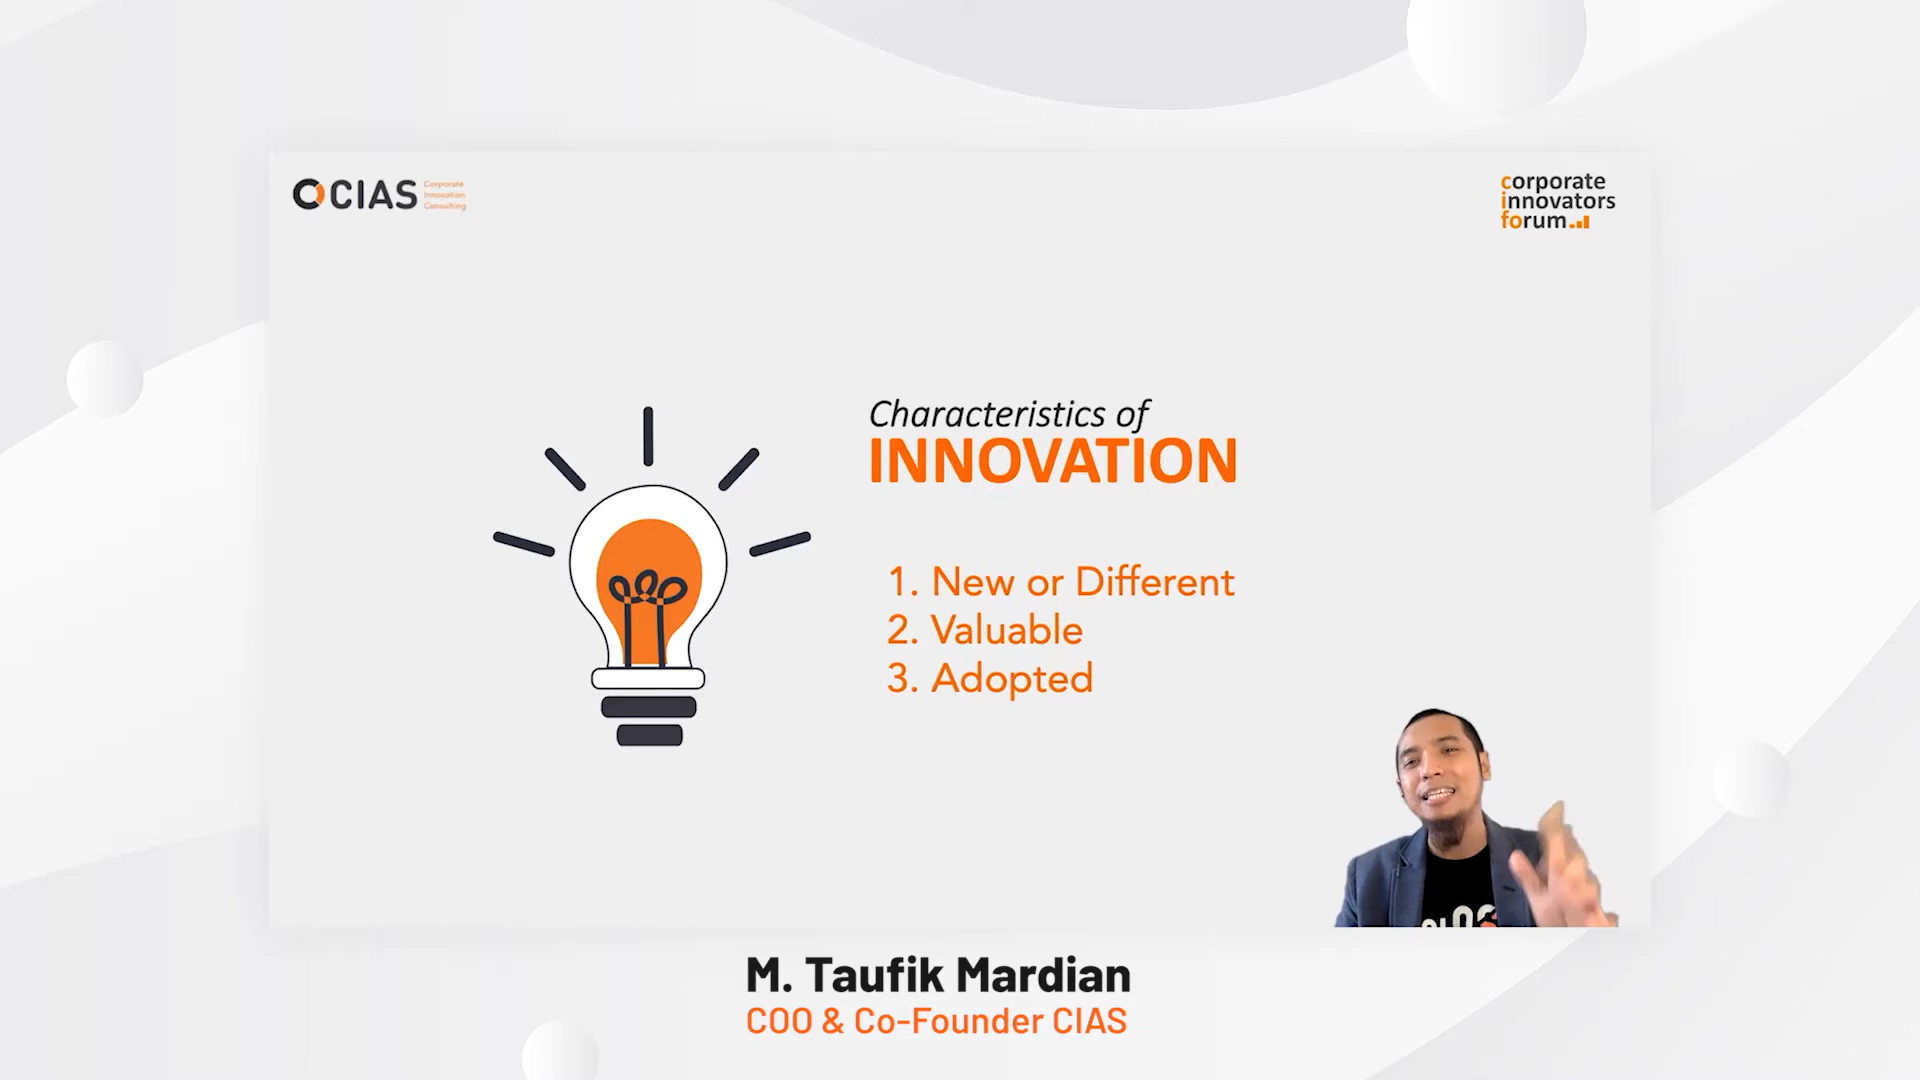 CIAS
Corporate
Innovation
Consulting
corporate
innovators
forum
Characteristics of
INNOVATION
1. New or Different
2. Valuable
3. Adopted
M. Taufik Mardian
COO & Co-Founder CIAS